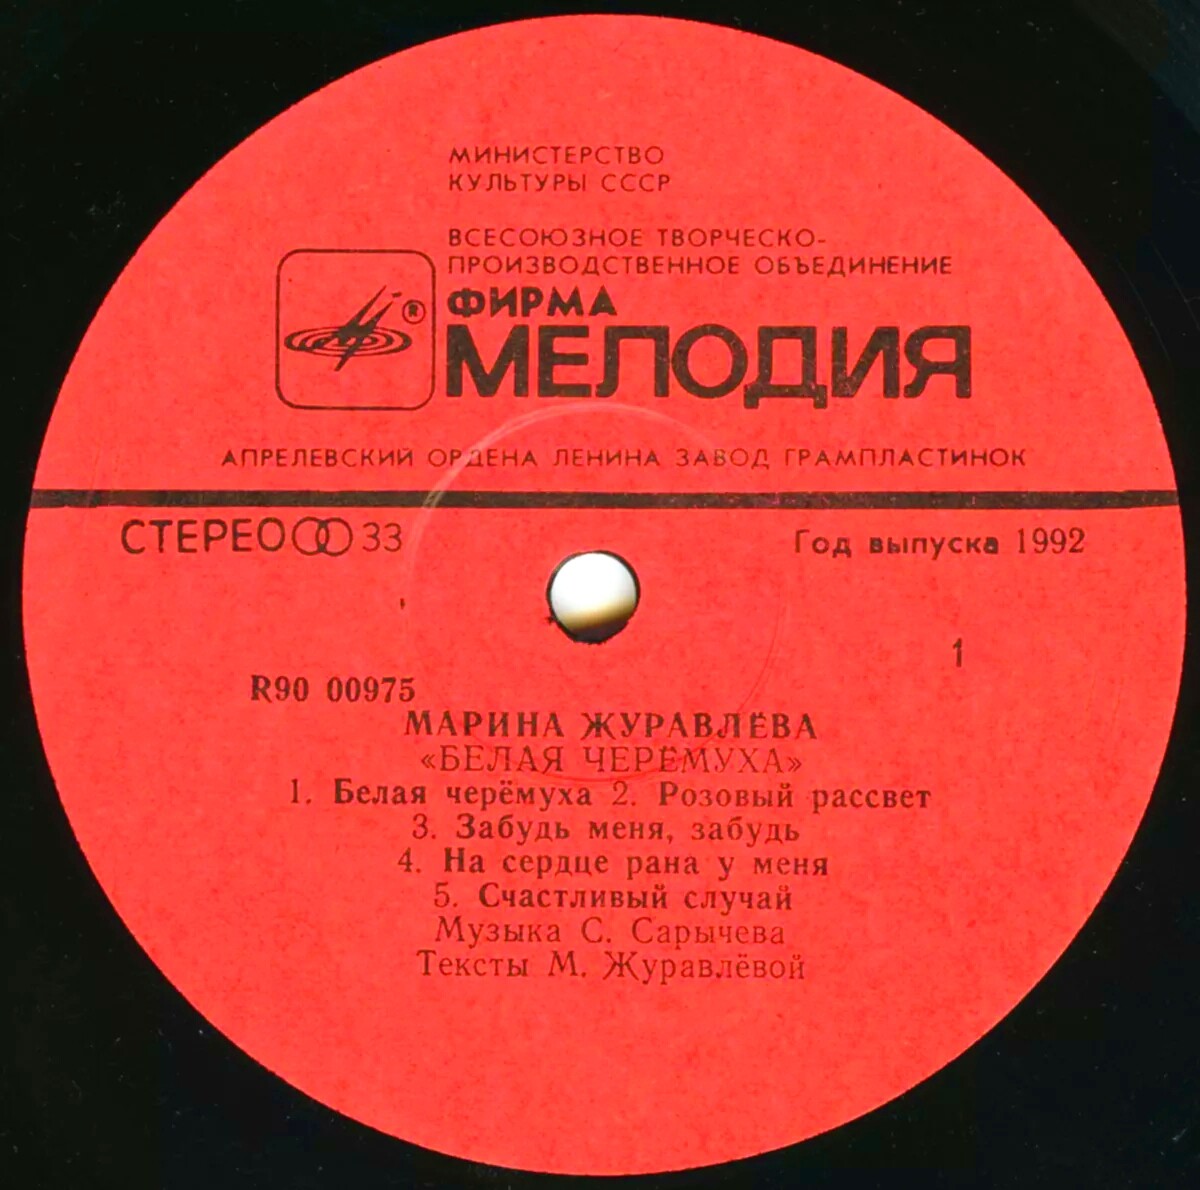 МИНИСТЕРСТВО
КУЛЬТУРЫ СССР
ВСЕСОЮЗНОЕ ТВОРЧЕСКО-
ПРОИЗВОДСТВЕННОЕ ОБЪЕДИНЕНИЕ
ФИРМА
®
МЕЛОДИЯ
АПРЕЛЕВСКИЙ ОРДЕНА ЛЕНИНА ЗАВОД ГРАМПЛАСТИНОК
СТЕРЕО 33
Год выпуска 1992
1
R90 00975
МАРИНА ЖУРАВЛЁВА
«БЕЛАЯ ЧЕРЁМУХА»
1. Белая черёмуха 2. Розовый рассвет
3. Забудь меня, забудь
4. На сердце рана у меня
5. Счастливый случай
Музыка С. Сарычева
Тексты М. Журавлёвой